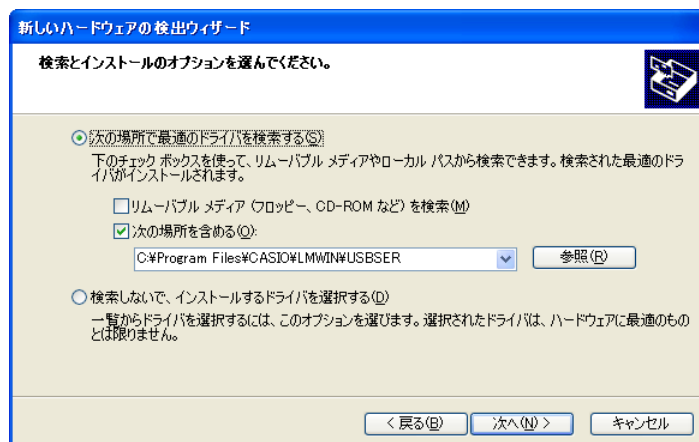 新しいハードウェアの検出ウィザード
検索とインストールのオプションを選んでください。
次の場所で最適のドライバを検索する(S)
下のチェック ボックスを使って、リムーバブル メディアやローカル パスから検索できます。検索された最適のドラ
イバがインストールされます。
リムーバブル メディア (フロッピー、CD-ROM など) を検索(M)
次の場所を含める(O):
C:¥Program Files¥CASIO¥LMWIN¥USBSER
参照(R)
検索しないで、インストールするドライバを選択する(D)
一覧からドライバを選択するには、このオプションを選びます。選択されたドライバは、ハードウェアに最適のもの
とは限りません。
< 戻る(B)
次へ(N) >
キャンセル